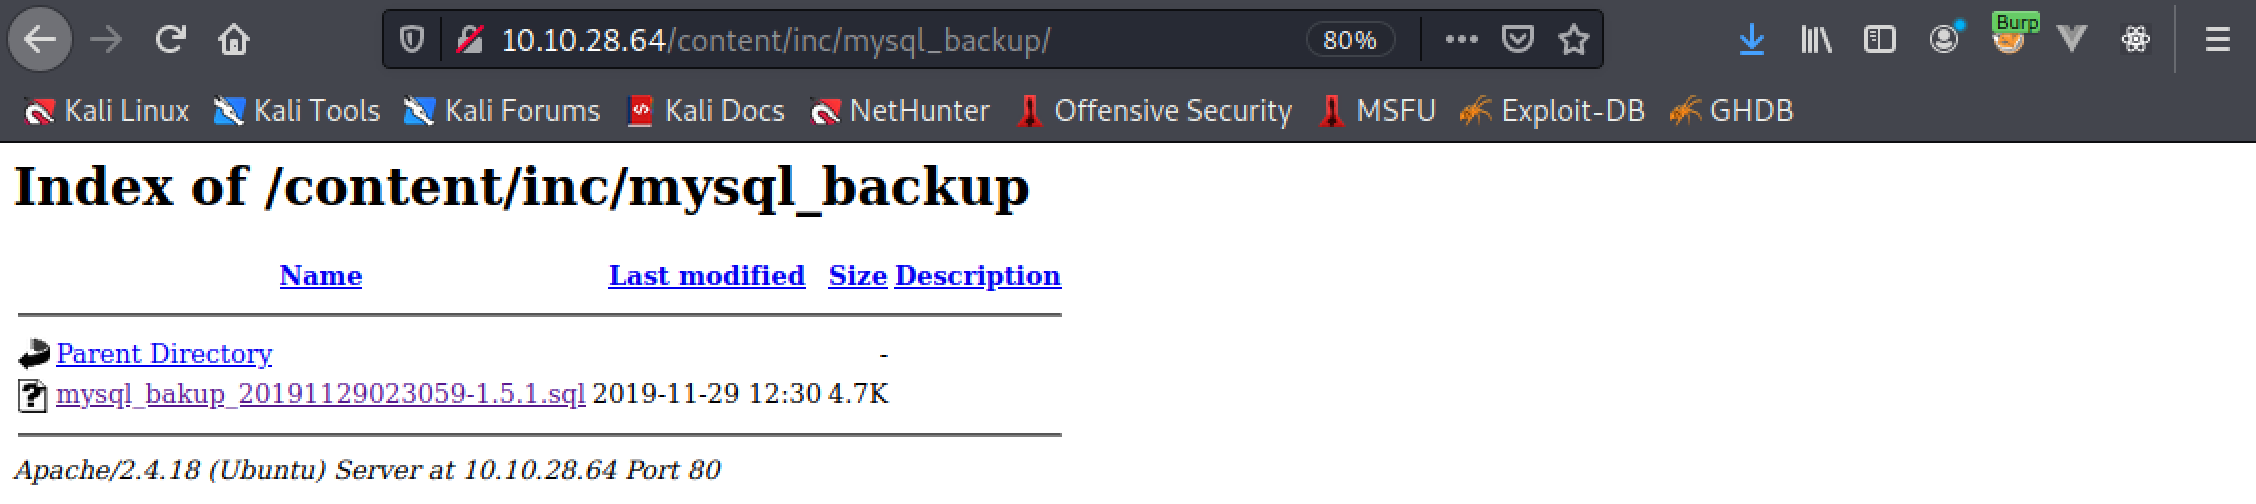 10.10.28.64/content/inc/mysql_backup/ 80% Burp
Kali Linux Kali Tools Kali Forums Kali Docs NetHunter Offensive Security MSFU Exploit-DB GHDB
Index of /content/inc/mysql_backup
Name Last modified Size Description
Parent Directory -
mysql_bakup_20191129023059-1.5.1.sql 2019-11-29 12:30 4.7K
Apache/2.4.18 (Ubuntu) Server at 10.10.28.64 Port 80